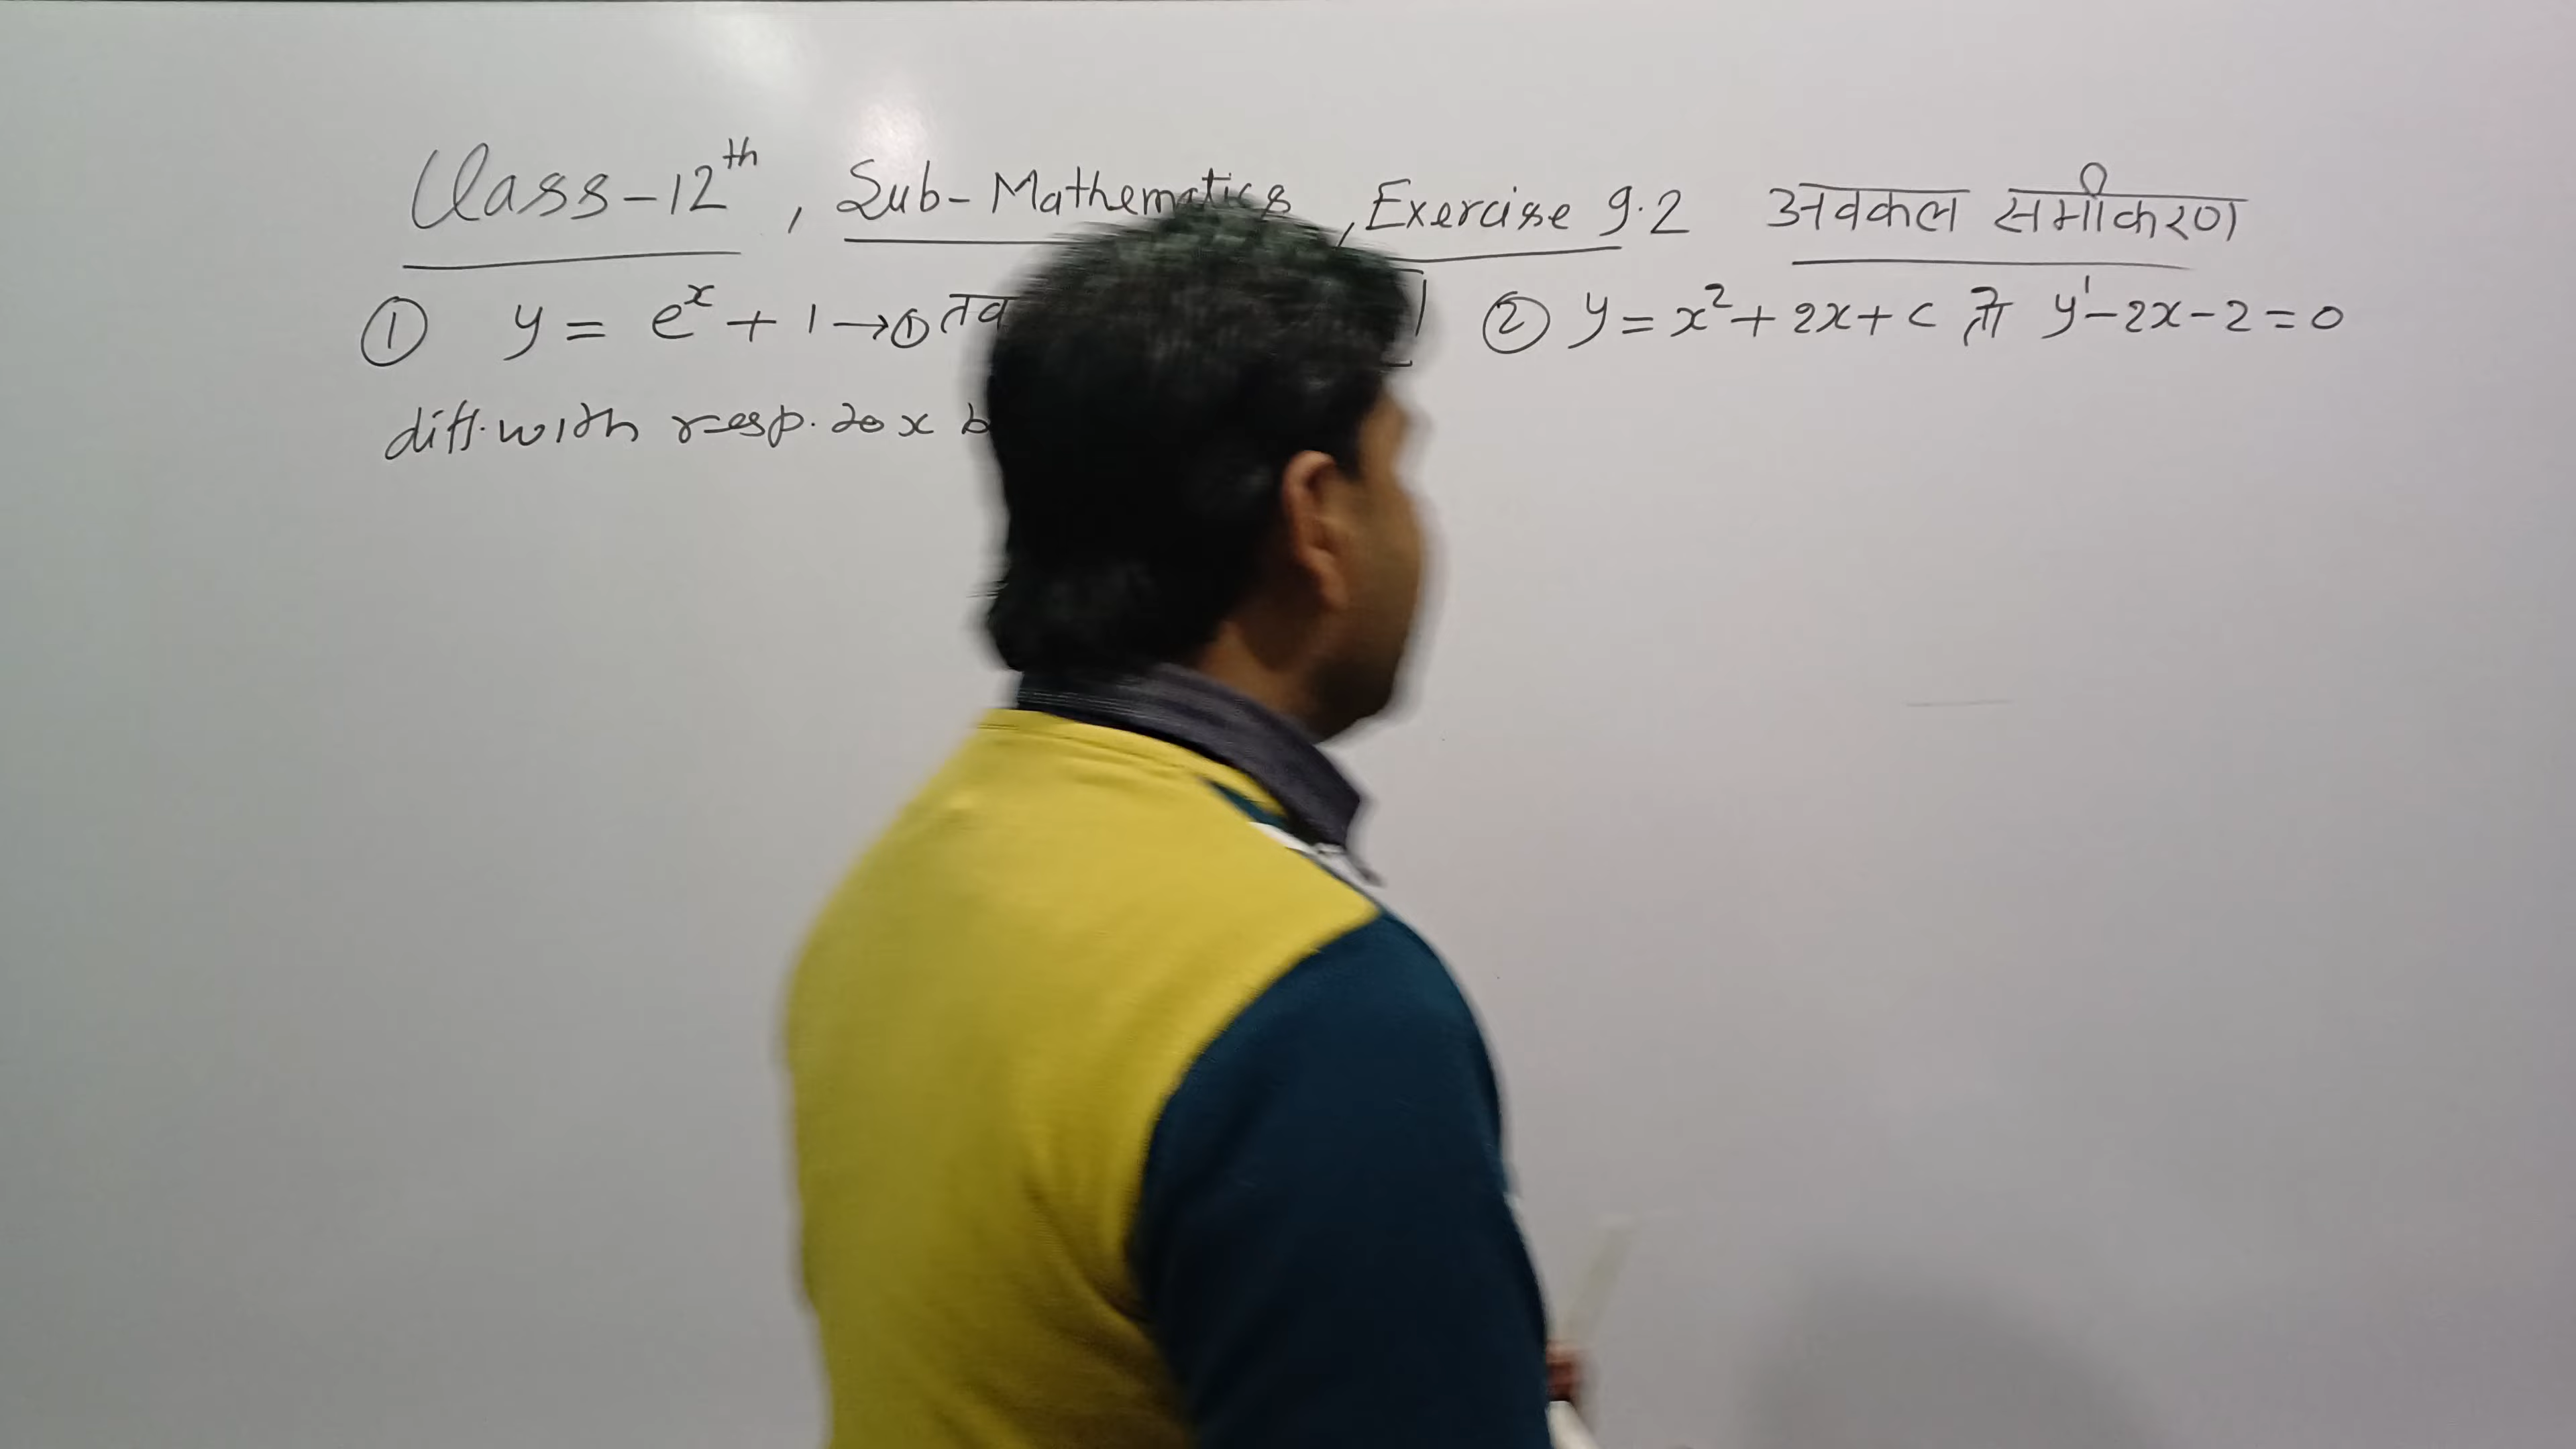 Class-12th, Sub-Mathematics, Exercise 9.2 अवकल समीकरण
① y = e^x + 1 → ① तब
② y = x² + 2x + c तो y' - 2x - 2 = 0
diff. with resp. to x